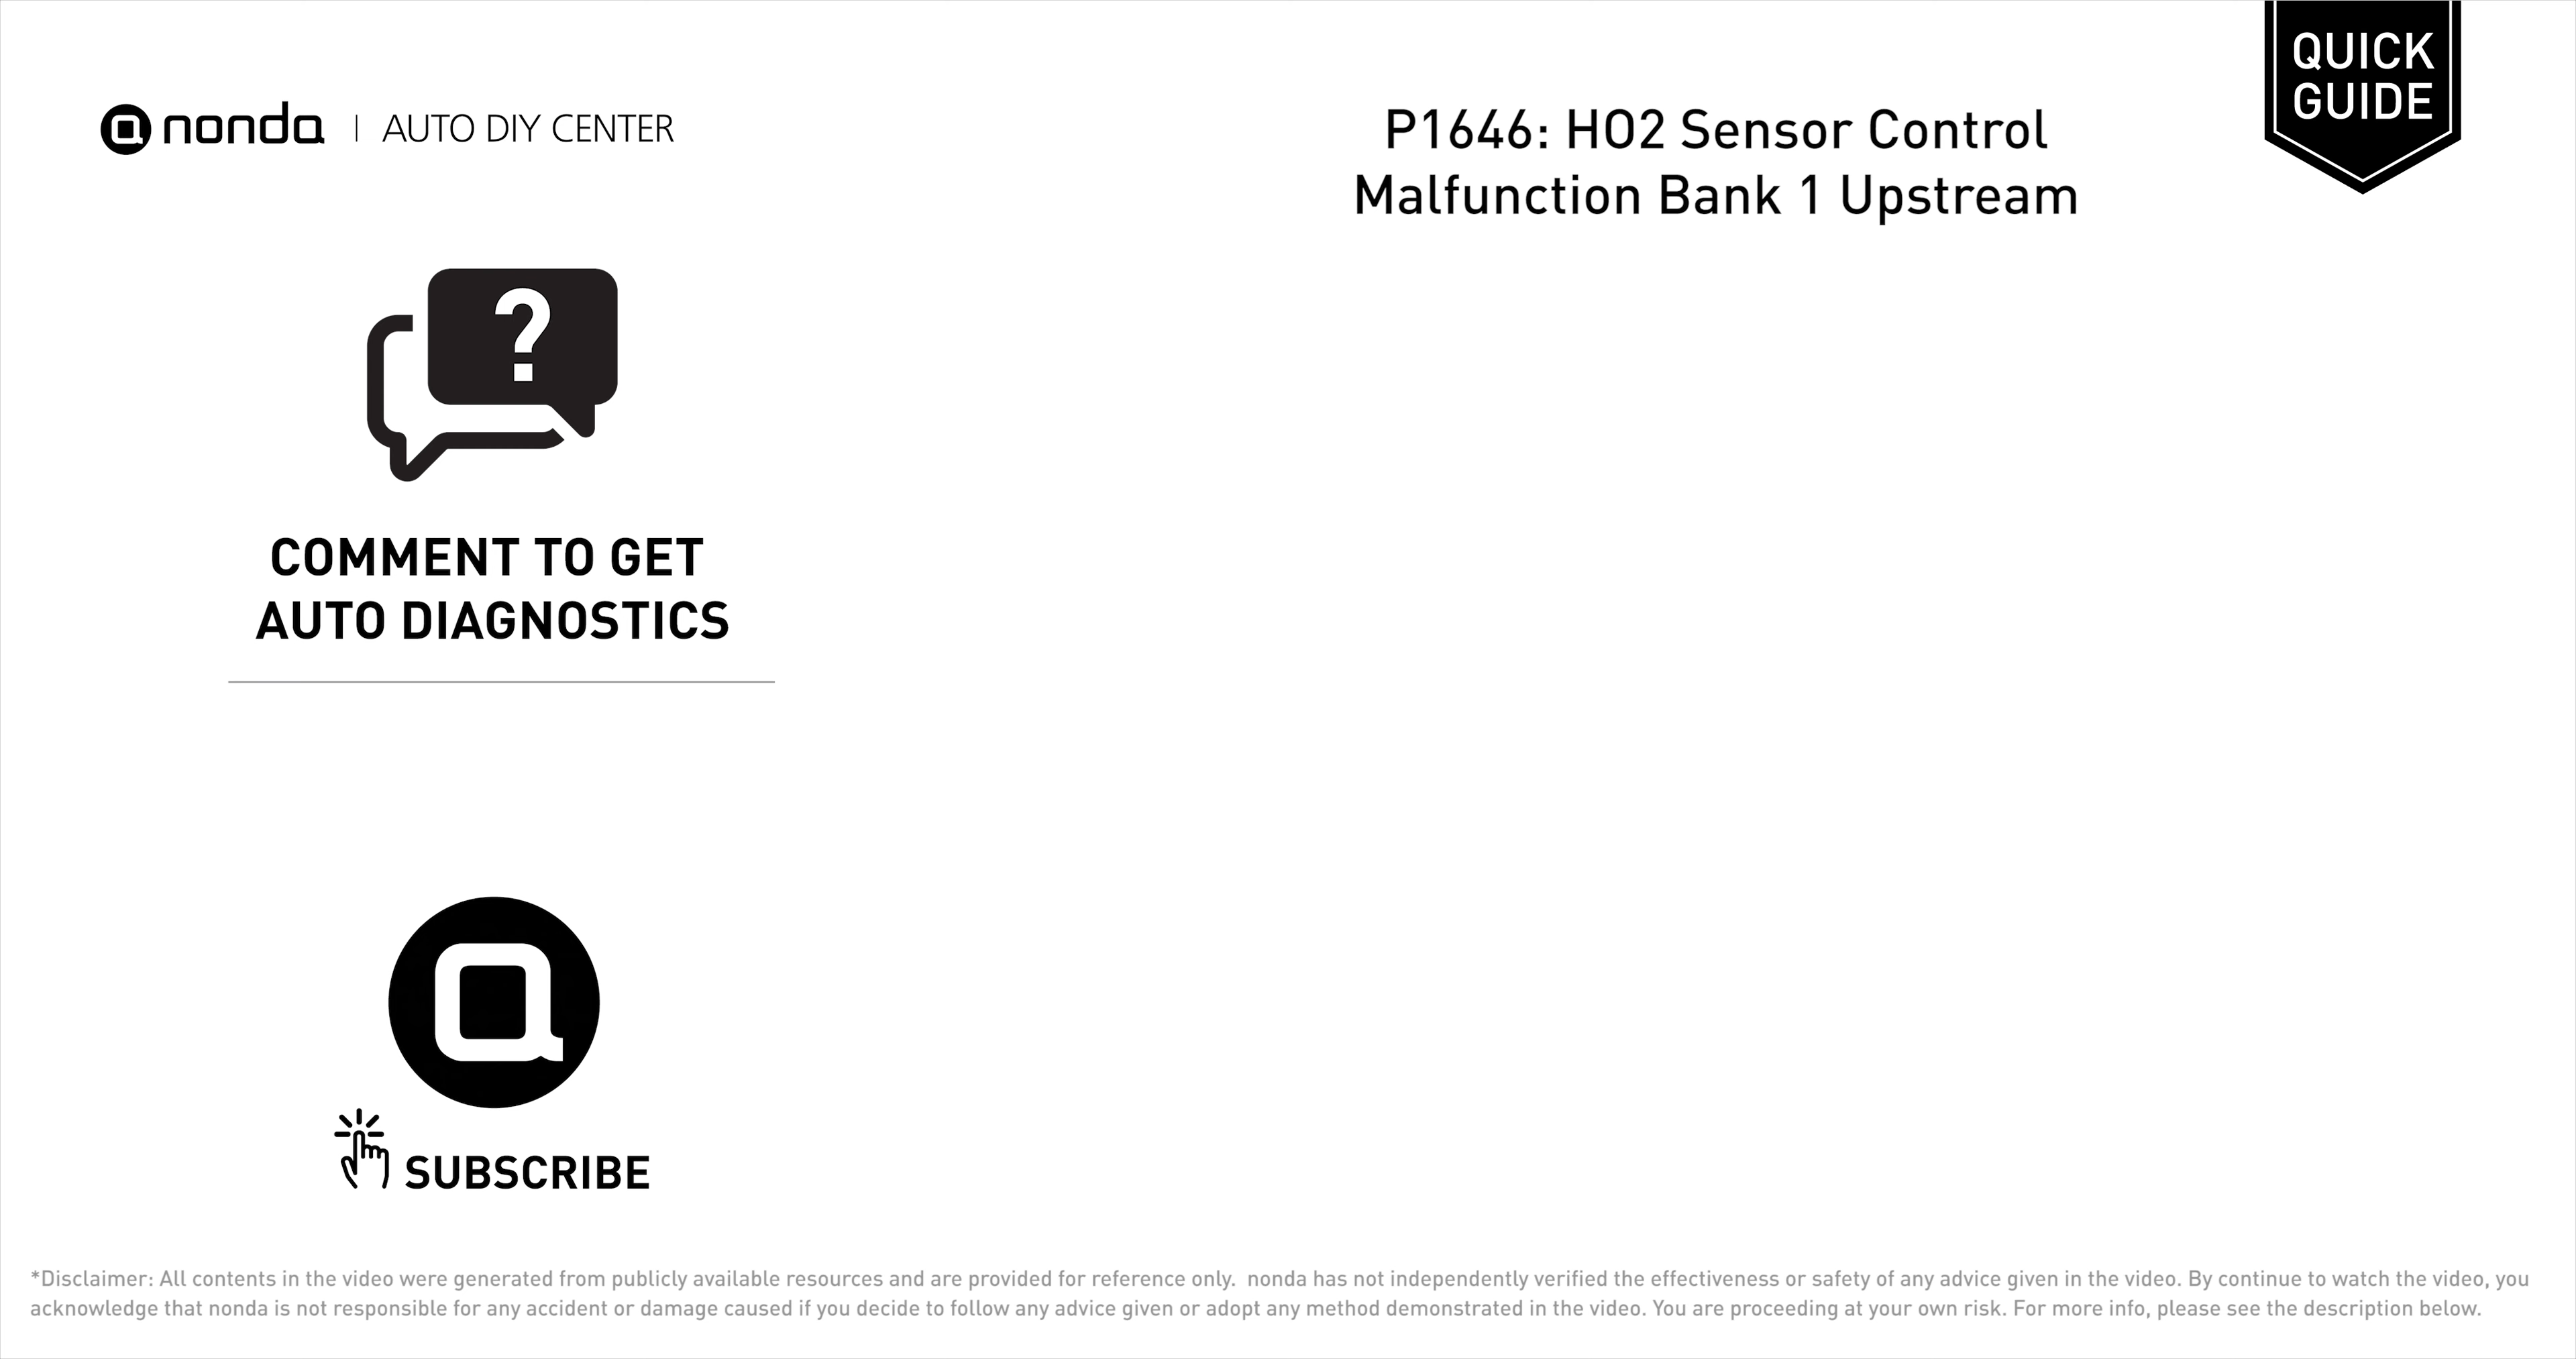 nonda | AUTO DIY CENTER
P1646: HO2 Sensor Control
Malfunction Bank 1 Upstream
QUICK
GUIDE
?
COMMENT TO GET
AUTO DIAGNOSTICS
SUBSCRIBE
*Disclaimer: All contents in the video were generated from publicly available resources and are provided for reference only. nonda has not independently verified the effectiveness or safety of any advice given in the video. By continue to watch the video, you
acknowledge that nonda is not responsible for any accident or damage caused if you decide to follow any advice given or adopt any method demonstrated in the video. You are proceeding at your own risk. For more info, please see the description below.